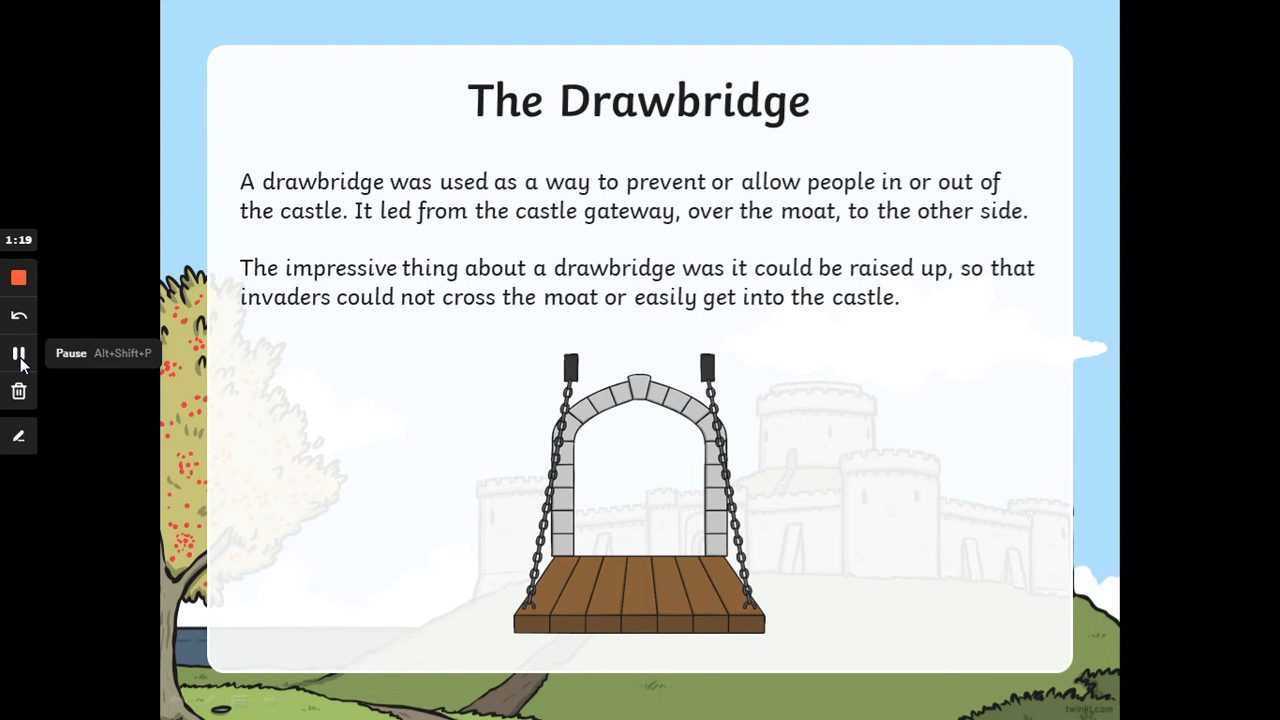 The Drawbridge
A drawbridge was used as a way to prevent or allow people in or out of
the castle. It led from the castle gateway, over the moat, to the other side.
1:19
The impressive thing about a drawbridge was it could be raised up, so that
invaders could not cross the moat or easily get into the castle.
Pause Alt+Shift+P
twinkl.com